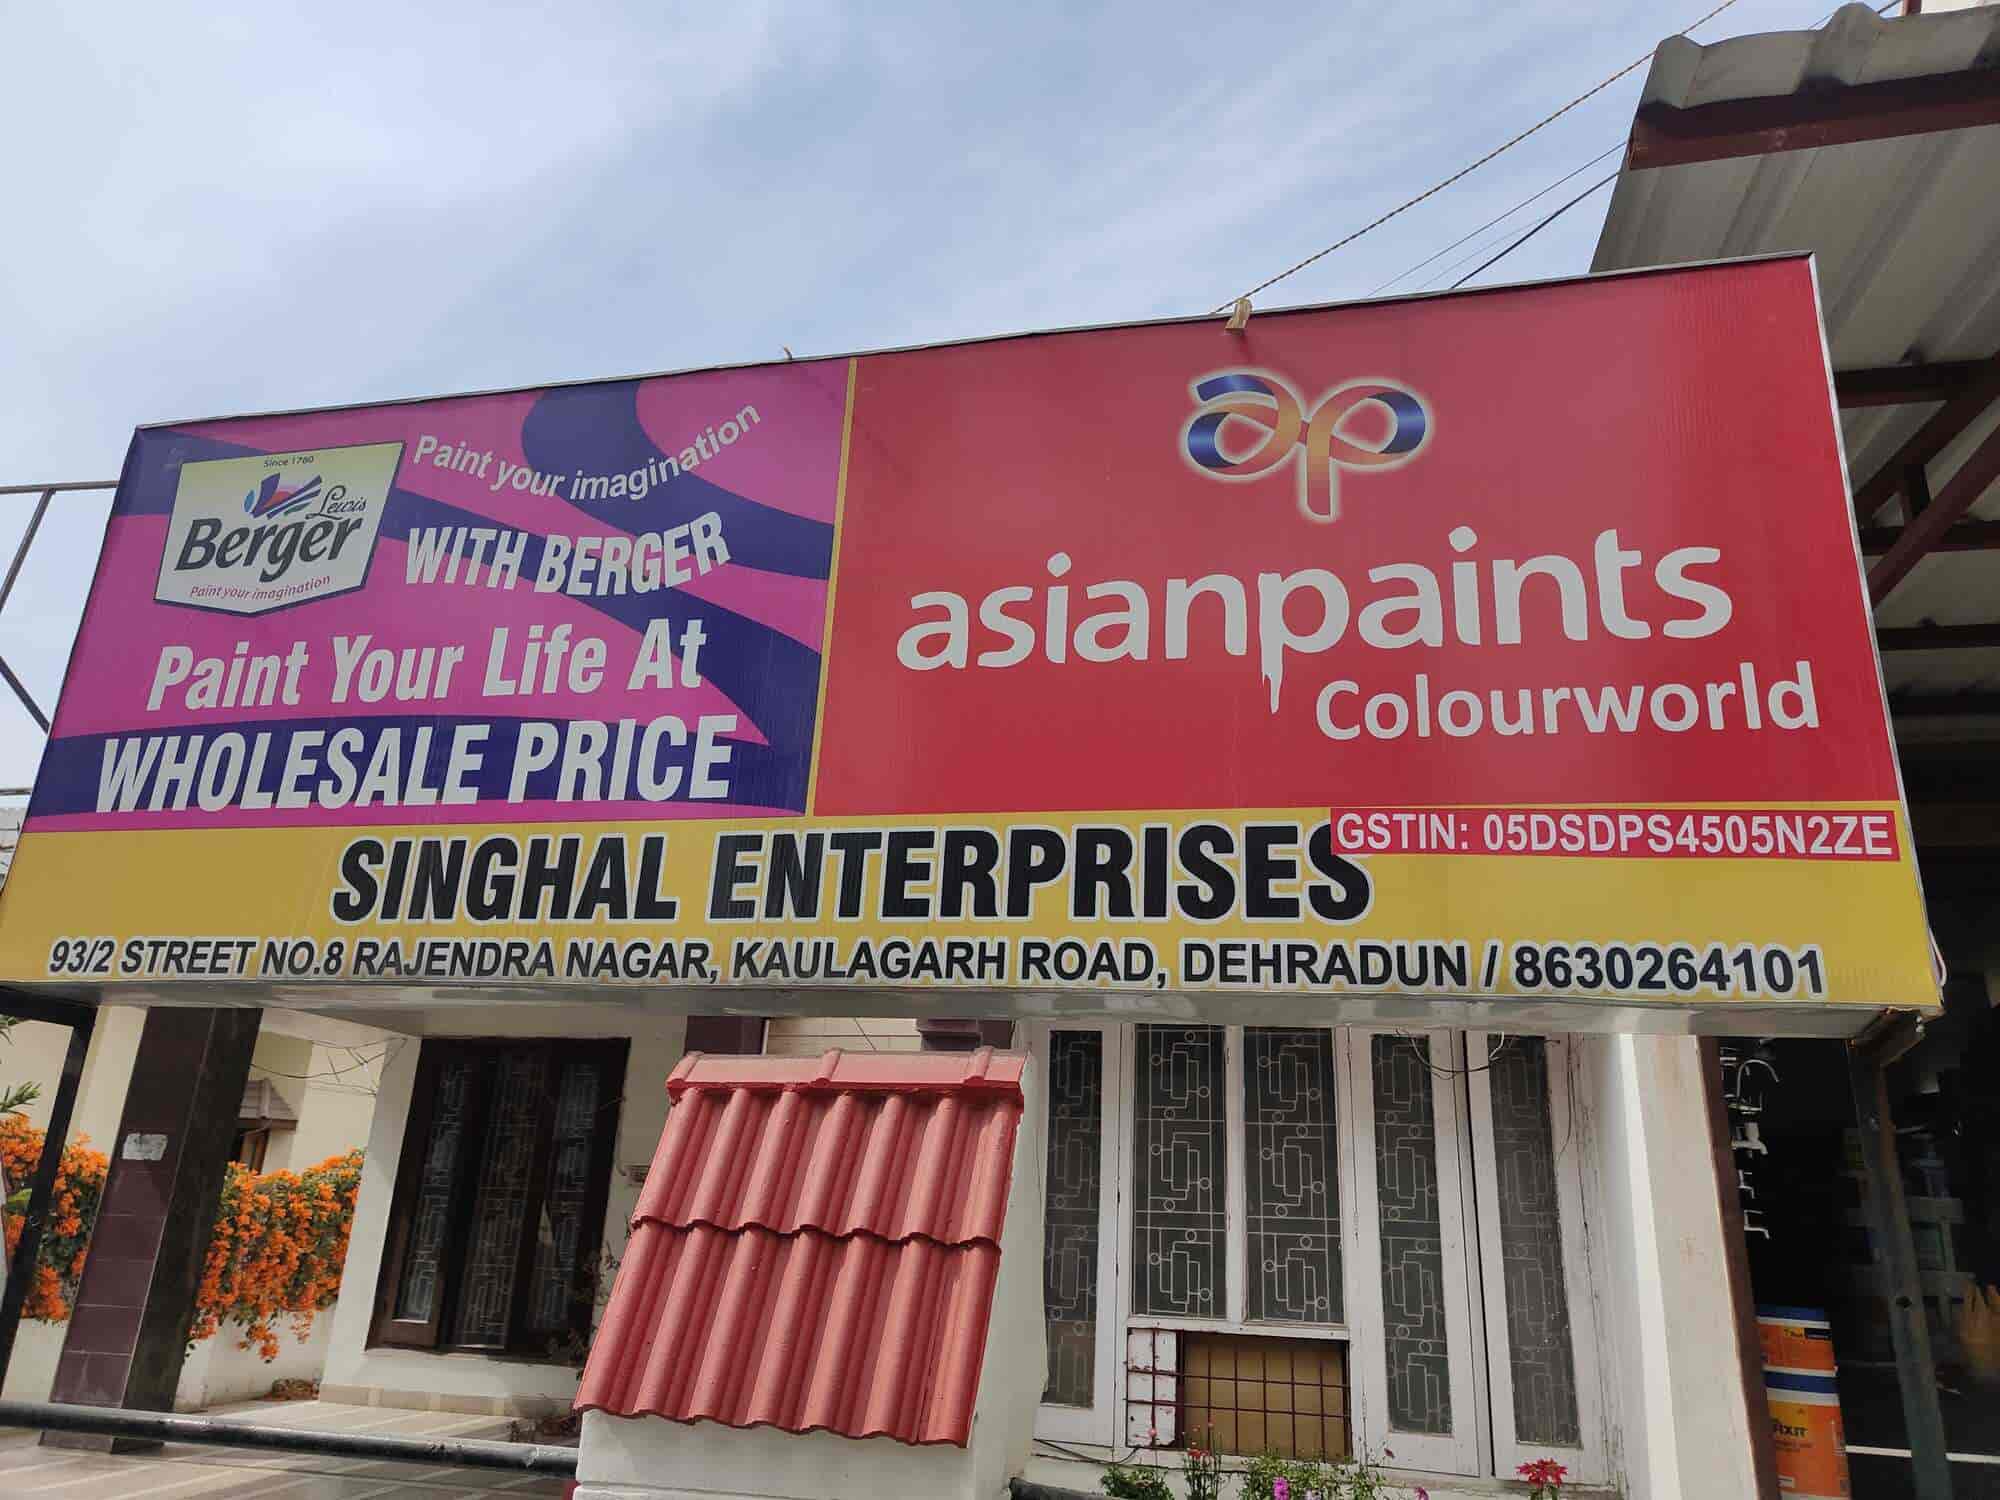 Since 1760
Lewis
Berger
Paint your imagination
Paint your imagination
WITH BERGER
Paint Your Life At
WHOLESALE PRICE
ap
asianpaints
Colourworld
GSTIN: 05DSDPS4505N2ZE
SINGHAL ENTERPRISES
93/2 STREET NO.8 RAJENDRA NAGAR, KAULAGARH ROAD, DEHRADUN / 8630264101